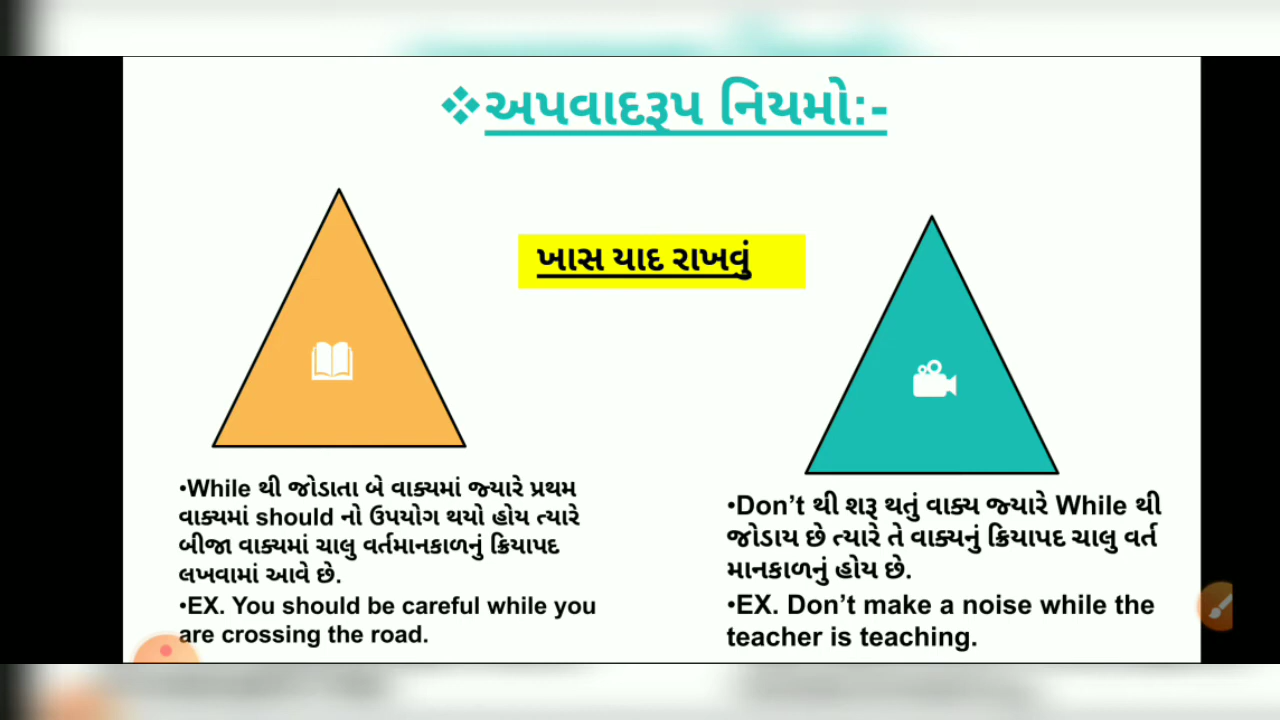 ❖અપવાદરૂપ નિયમો:-
ખાસ યાદ રાખવું
•While થી જોડાતા બે વાક્યમાં જ્યારે પ્રથમ
વાક્યમાં should નો ઉપયોગ થયો હોય ત્યારે
બીજા વાક્યમાં ચાલુ વર્તમાનકાળનું ક્રિયાપદ
લખવામાં આવે છે.
•EX. You should be careful while you
are crossing the road.
•Don’t થી શરૂ થતું વાક્ય જ્યારે While થી
જોડાય છે ત્યારે તે વાક્યનું ક્રિયાપદ ચાલુ વર્ત
માનકાળનું હોય છે.
•EX. Don’t make a noise while the
teacher is teaching.